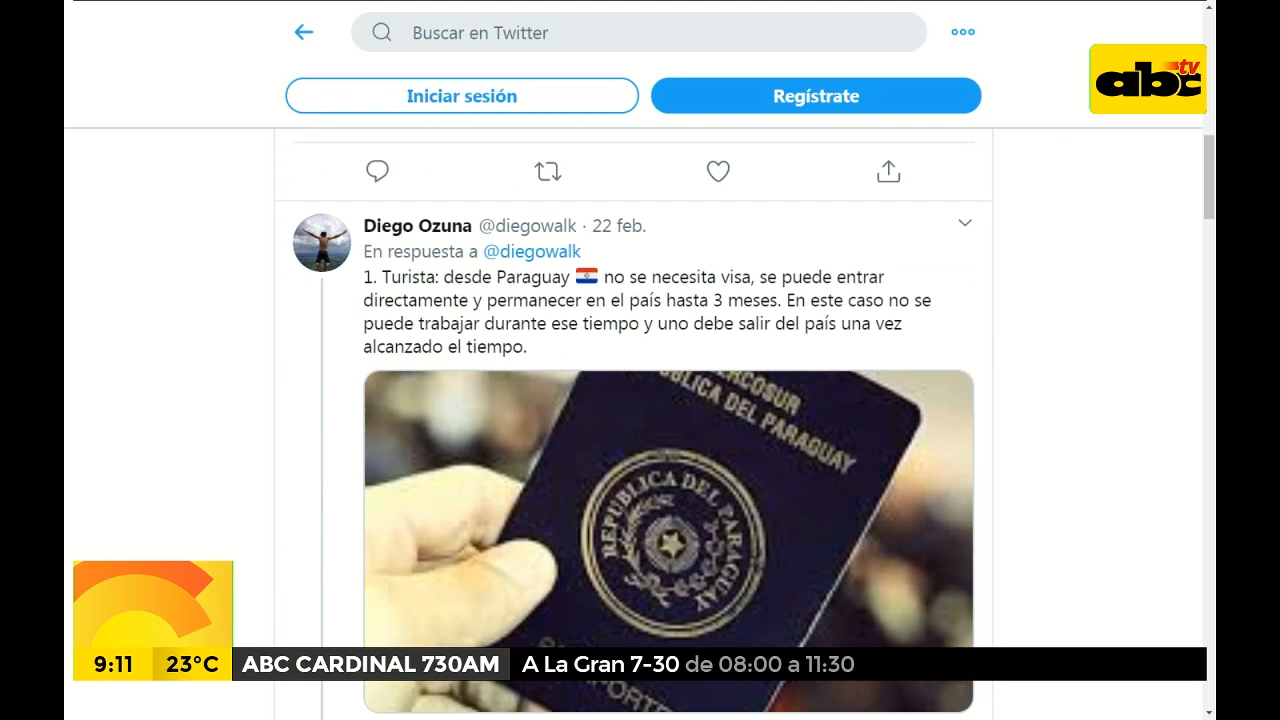 Buscar en Twitter
abc tv
Iniciar sesión
Regístrate
Diego Ozuna @diegowalk · 22 feb.
En respuesta a @diegowalk
1. Turista: desde Paraguay 🇵🇾 no se necesita visa, se puede entrar
directamente y permanecer en el país hasta 3 meses. En este caso no se
puede trabajar durante ese tiempo y uno debe salir del país una vez
alcanzado el tiempo.
DEL PARAGUAY
REPUBLICA DEL PARAGUAY
9:11 23°C ABC CARDINAL 730AM A La Gran 7-30 de 08:00 a 11:30